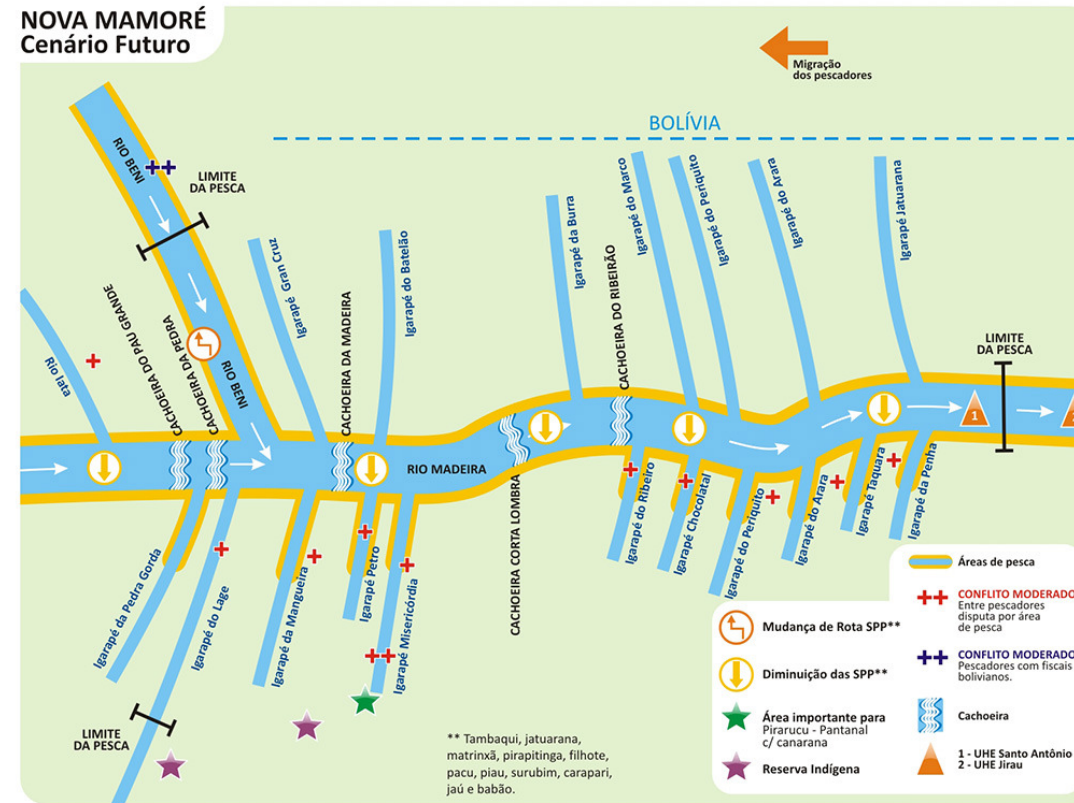 NOVA MAMORÉ
Cenário Futuro
Migração
dos pescadores
BOLÍVIA
RIO BENI
LIMITE
DA PESCA
Igarapé Gran Cruz
Igarapé do Batelão
Igarapé da Burra
Igarapé do Marco
Igarapé do Periquito
Igarapé do Arara
Igarapé Jatuarana
Rio Iata
CACHOEIRA DO PAU GRANDE
CACHOEIRA DA PEDRA
RIO BENI
CACHOEIRA DA MADEIRA
CACHOEIRA DO RIBEIRÃO
LIMITE
DA PESCA
1
2
RIO MADEIRA
CACHOEIRA CORTA LOMBRA
Igarapé da Pedra Gorda
Igarapé do Lage
Igarapé da Mangueira
Igarapé Petro
Igarapé Misericórdia
Igarapé do Ribeiro
Igarapé Chocolatal
Igarapé do Periquito
Igarapé do Arara
Igarapé Taquara
Igarapé da Penha
LIMITE
DA PESCA
** Tambaqui, jatuarana,
matrinxã, pirapitinga, filhote,
pacu, piau, surubim, carapari,
jaú e babão.
Mudança de Rota SPP**
Diminuição das SPP**
Área importante para
Pirarucu - Pantanal
c/ canarana
Reserva Indígena
Áreas de pesca
CONFLITO MODERADO
Entre pescadores
disputa por área
de pesca
CONFLITO MODERADO
Pescadores com fiscais
bolivianos.
Cachoeira
1 - UHE Santo Antônio
2 - UHE Jirau